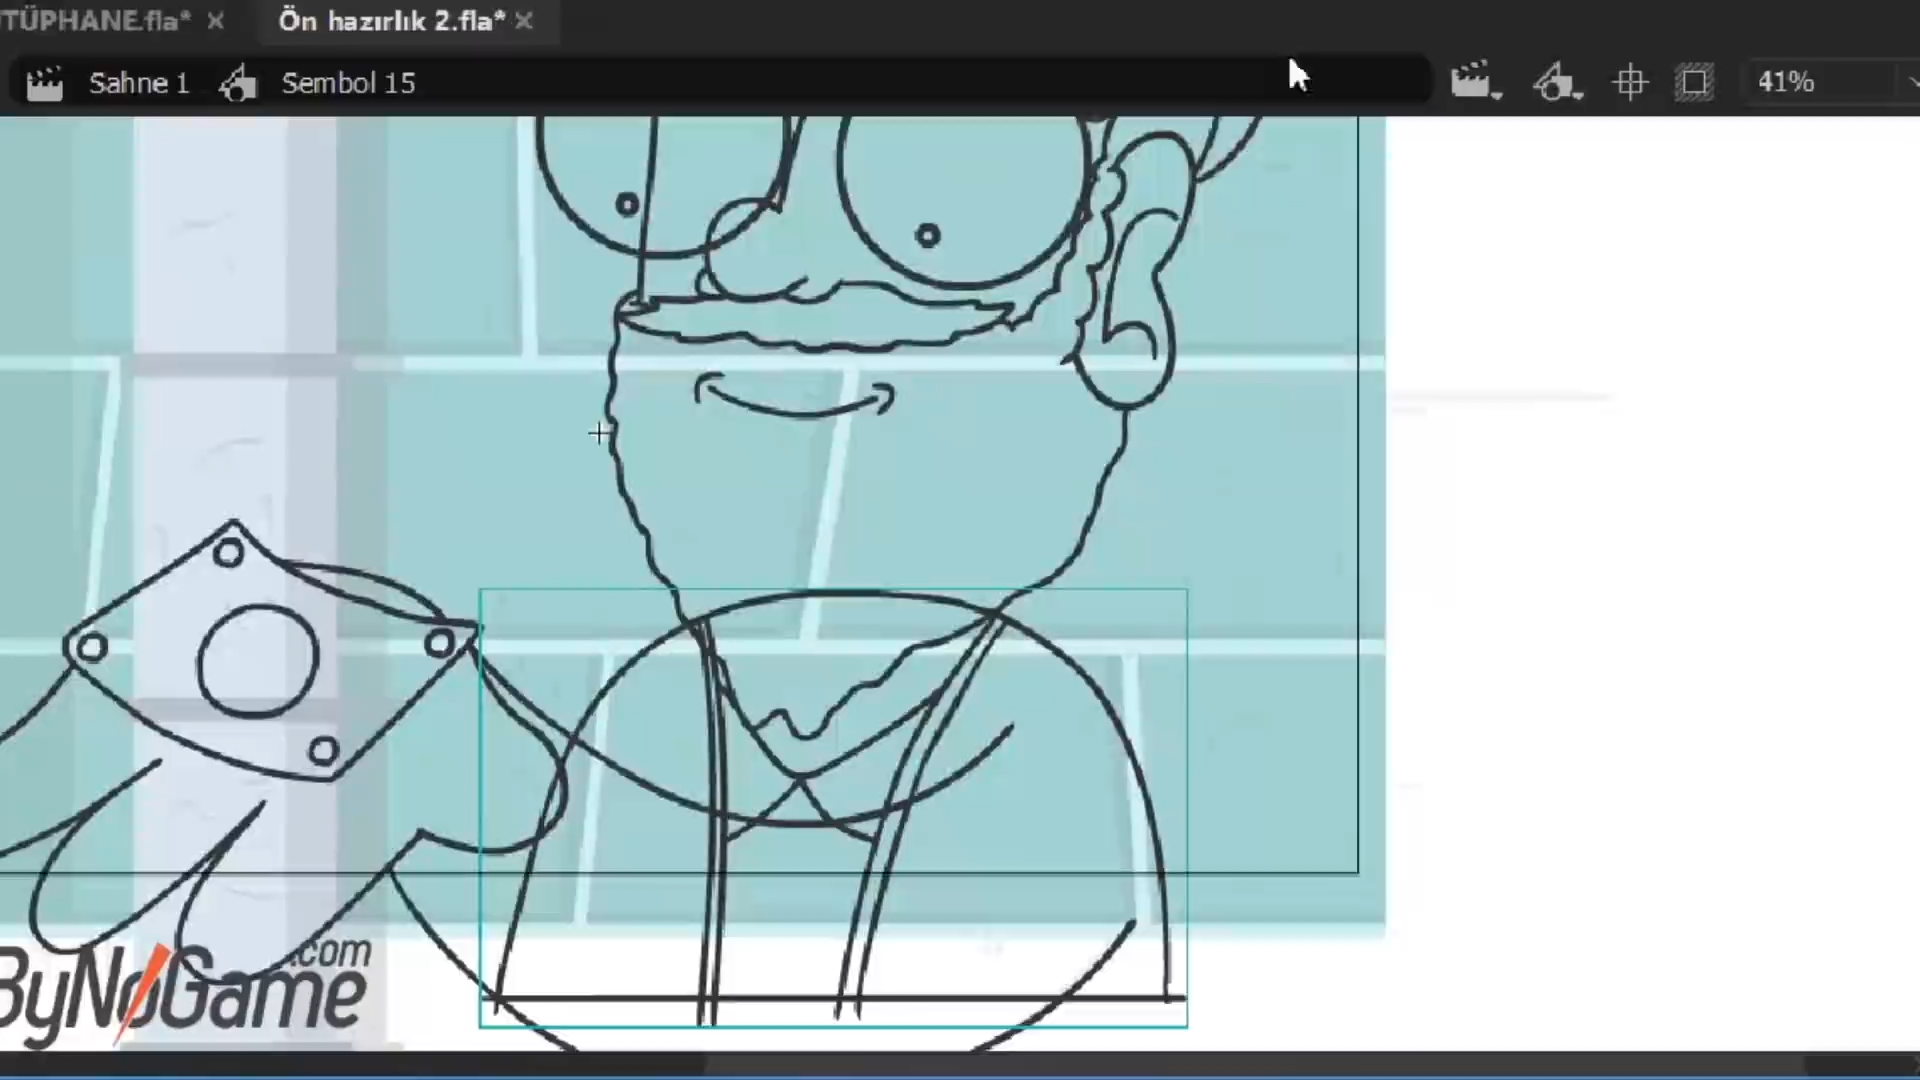 TÜPHANE.fla* ×
Ön hazırlık 2.fla* ×
Sahne 1
Sembol 15
41%
ByNoGame
.com